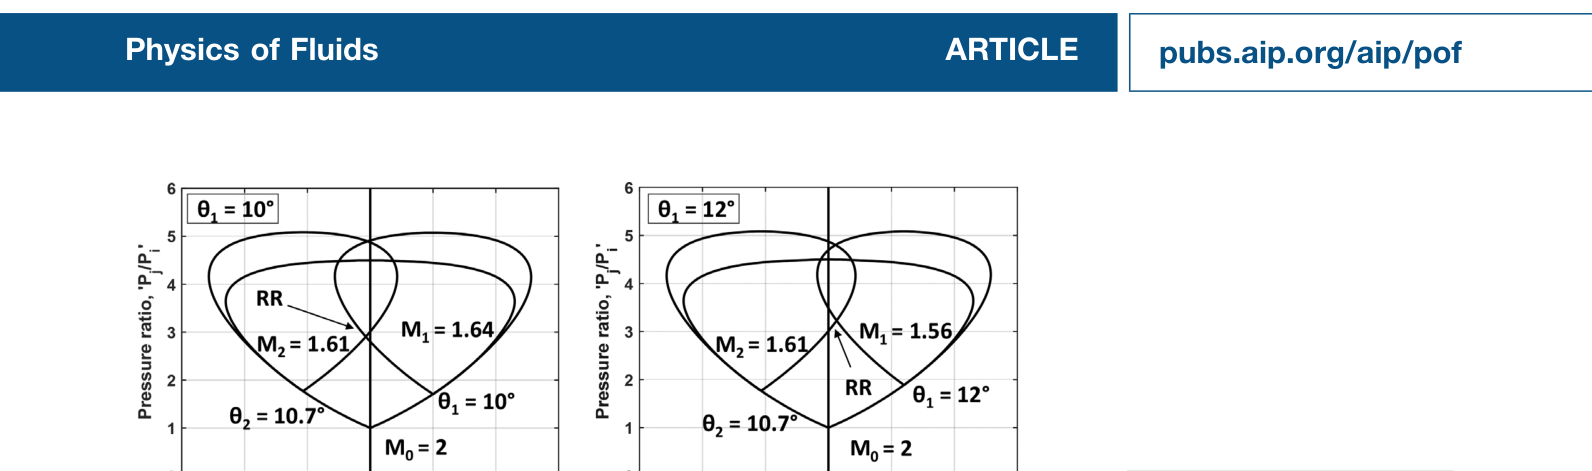 Physics of Fluids
ARTICLE
pubs.aip.org/aip/pof
6
θ1 = 10°
5
4
3
2
1
Pressure ratio, 'Pj/Pi'
RR
M1 = 1.64
M2 = 1.61
θ1 = 10°
θ2 = 10.7°
M0 = 2
6
θ1 = 12°
5
4
3
2
1
Pressure ratio, 'Pj/Pi'
M1 = 1.56
M2 = 1.61
RR
θ1 = 12°
θ2 = 10.7°
M0 = 2